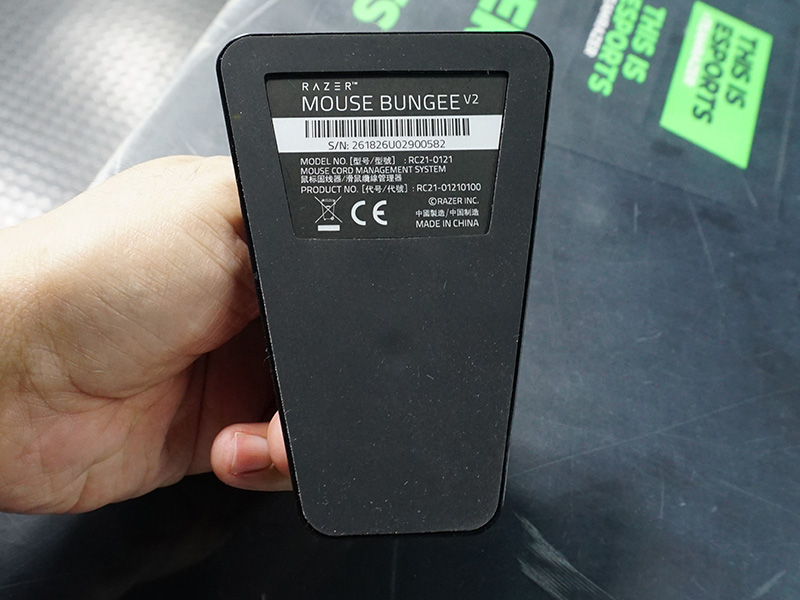 RAZER™
MOUSE BUNGEE V2
S/N: 261826U02900582
MODEL NO. [型号/型號] : RC21-0121
MOUSE CORD MANAGEMENT SYSTEM
鼠标固线器/滑鼠纜線管理器
PRODUCT NO. [代号/代號] : RC21-01210100
©RAZER INC.
中國製造/中国制造
MADE IN CHINA
CE
THIS IS
ESPORTS
THIS IS
ESPORTS